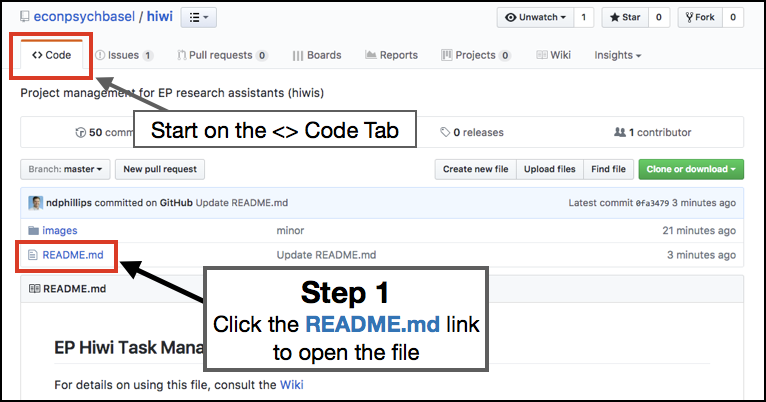 econpsychbasel / hiwi
Unwatch 1 Star 0 Fork 0
<> Code Issues 1 Pull requests 0 Boards Reports Projects 0 Wiki Insights
Project management for EP research assistants (hiwis)
Start on the <> Code Tab
50 comm 0 releases 1 contributor
Branch: master New pull request Create new file Upload files Find file Clone or download
ndphillips committed on GitHub Update README.md Latest commit 0fa3479 3 minutes ago
images minor 21 minutes ago
README.md Update README.md 3 minutes ago
README.md
Step 1
Click the README.md link
to open the file
EP Hiwi Task Mana
For details on using this file, consult the Wiki